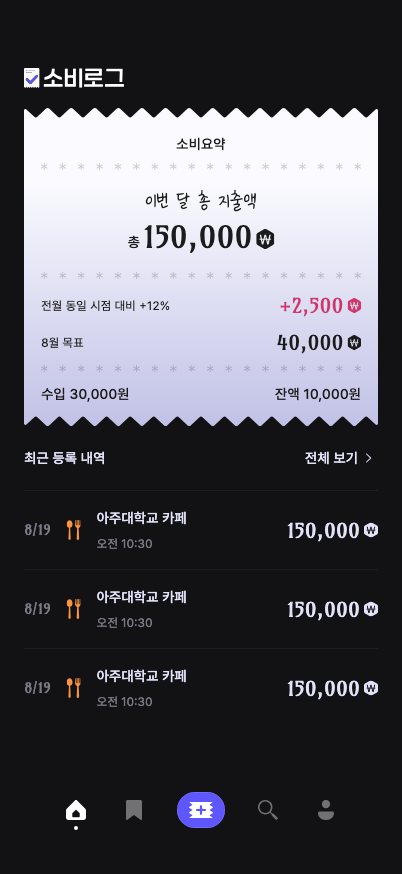 소비로그
소비요약
* * * * * * * * * * * * * * * * * *
이번 달 총 지출액
총 150,000 ₩
* * * * * * * * * * * * * * * * * *
전월 동일 시점 대비 +12% +2,500 ₩
8월 목표 40,000 ₩
* * * * * * * * * * * * * * * * * *
수입 30,000원 잔액 10,000원
최근 등록 내역 전체 보기 >
8/19 아주대학교 카페 150,000 ₩
오전 10:30
8/19 아주대학교 카페 150,000 ₩
오전 10:30
8/19 아주대학교 카페 150,000 ₩
오전 10:30